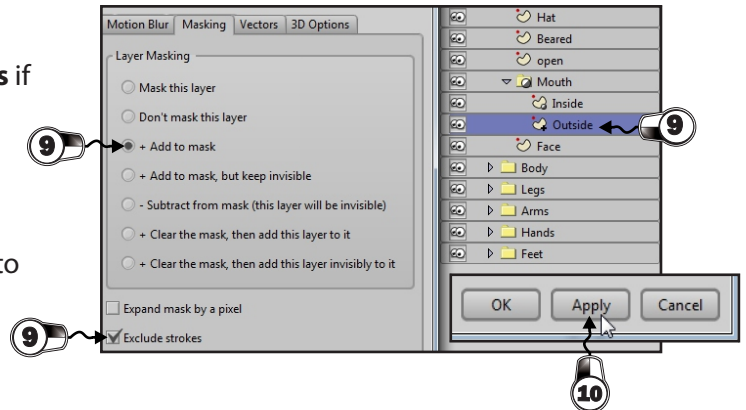 s if
to
Motion Blur Masking Vectors 3D Options
Layer Masking
Mask this layer
Don't mask this layer
9 + Add to mask
+ Add to mask, but keep invisible
- Subtract from mask (this layer will be invisible)
+ Clear the mask, then add this layer to it
+ Clear the mask, then add this layer invisibly to it
Expand mask by a pixel
9 Exclude strokes
Hat
Beared
open
Mouth
Inside
Outside 9
Face
Body
Legs
Arms
Hands
Feet
OK Apply Cancel
10